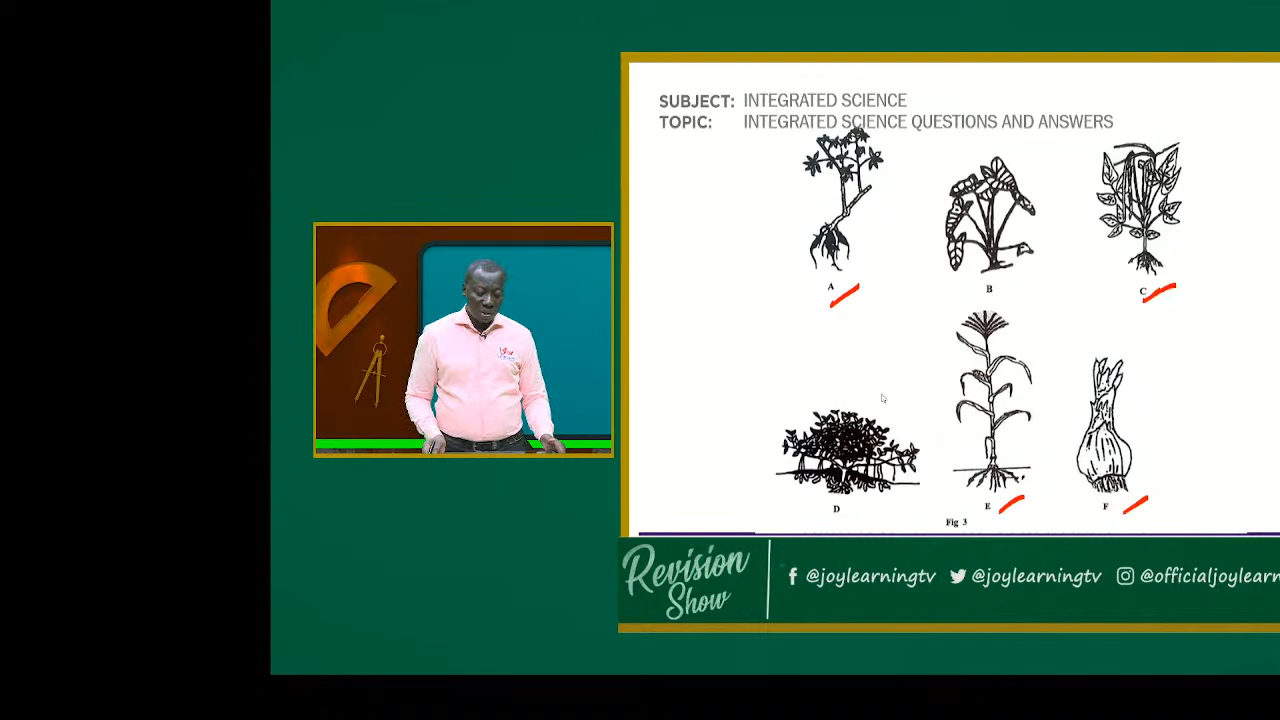 SUBJECT: INTEGRATED SCIENCE
TOPIC: INTEGRATED SCIENCE QUESTIONS AND ANSWERS
A
B
C
D
E
F
Fig 3
Revision
Show
@joylearningtv @joylearningtv @officialjoylearn